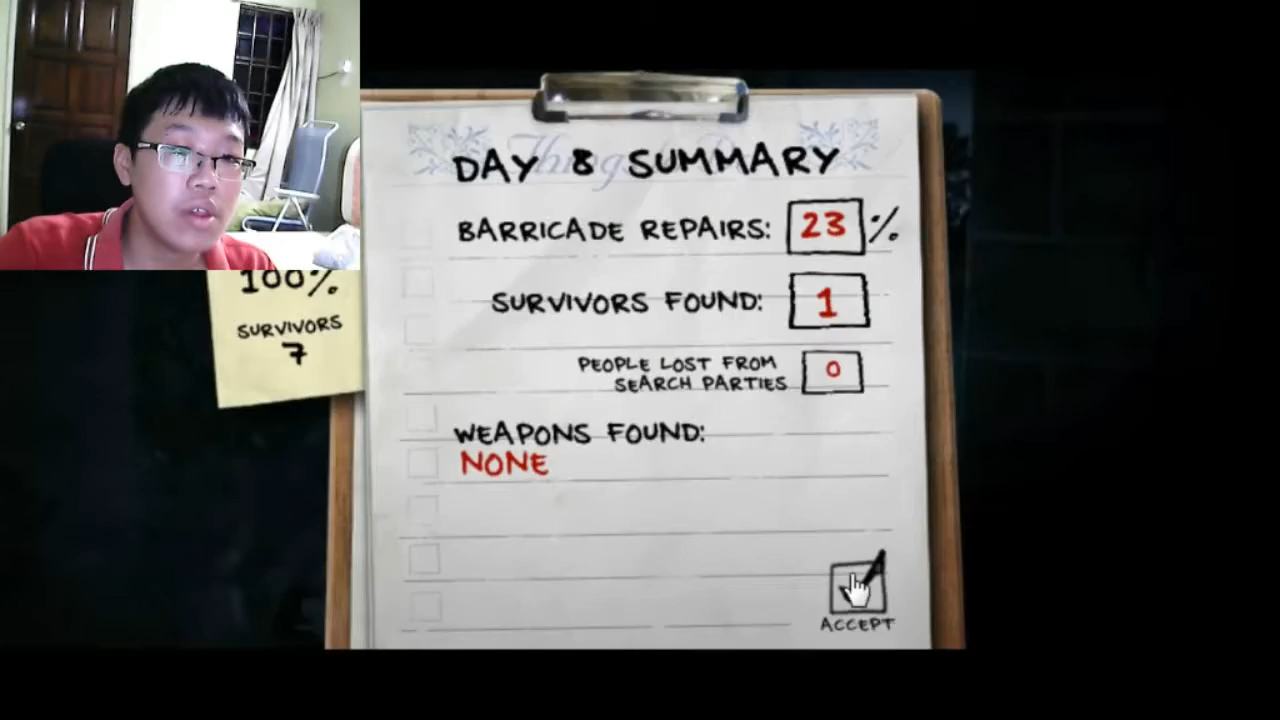 100%
SURVIVORS
7
Things
DAY 8 SUMMARY
BARRICADE REPAIRS: 23 %
SURVIVORS FOUND: 1
PEOPLE LOST FROM
SEARCH PARTIES 0
WEAPONS FOUND:
NONE
ACCEPT